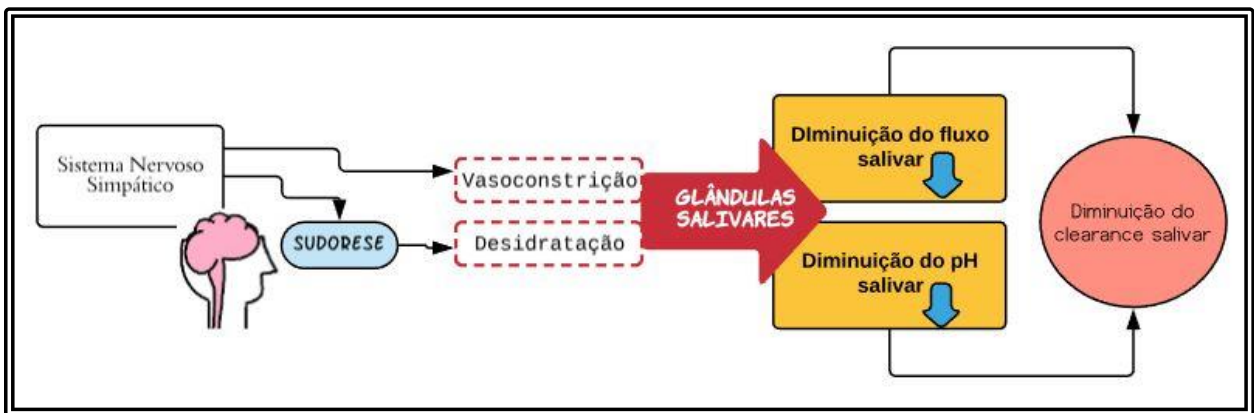 Sistema Nervoso
Simpático
SUDORESE
Vasoconstrição
Desidratação
GLÂNDULAS
SALIVARES
DIminuição do fluxo
salivar
Diminuição do pH
salivar
Diminuição do
clearance salivar